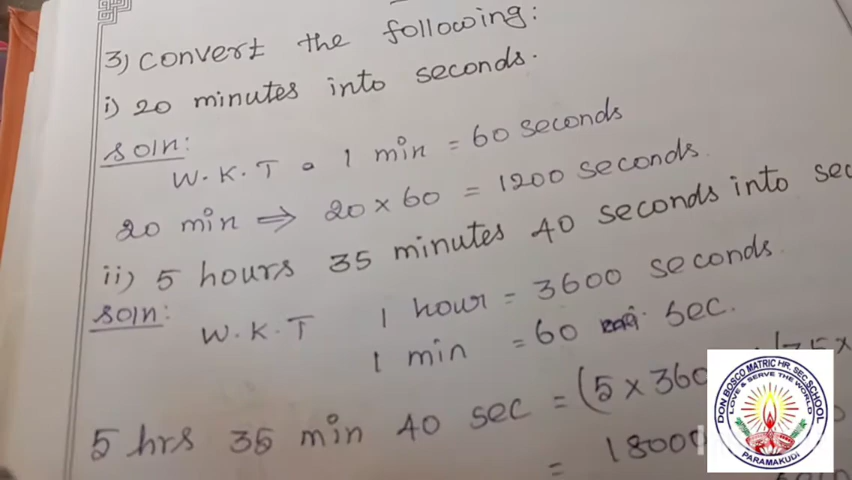 3) Convert the following:
i) 20 minutes into seconds.
Soln:
W.K.T 1 min = 60 seconds
20 min ⇒ 20 × 60 = 1200 seconds.
ii) 5 hours 35 minutes 40 seconds into sec
Soln:
W.K.T 1 hour = 3600 seconds
1 min = 60 sec.
5 hrs 35 min 40 sec = (5 × 360
= 1800
DON BOSCO MATRIC HR. SEC SCHOOL
LOVE & SERVE THE WORLD
PARAMAKUDI